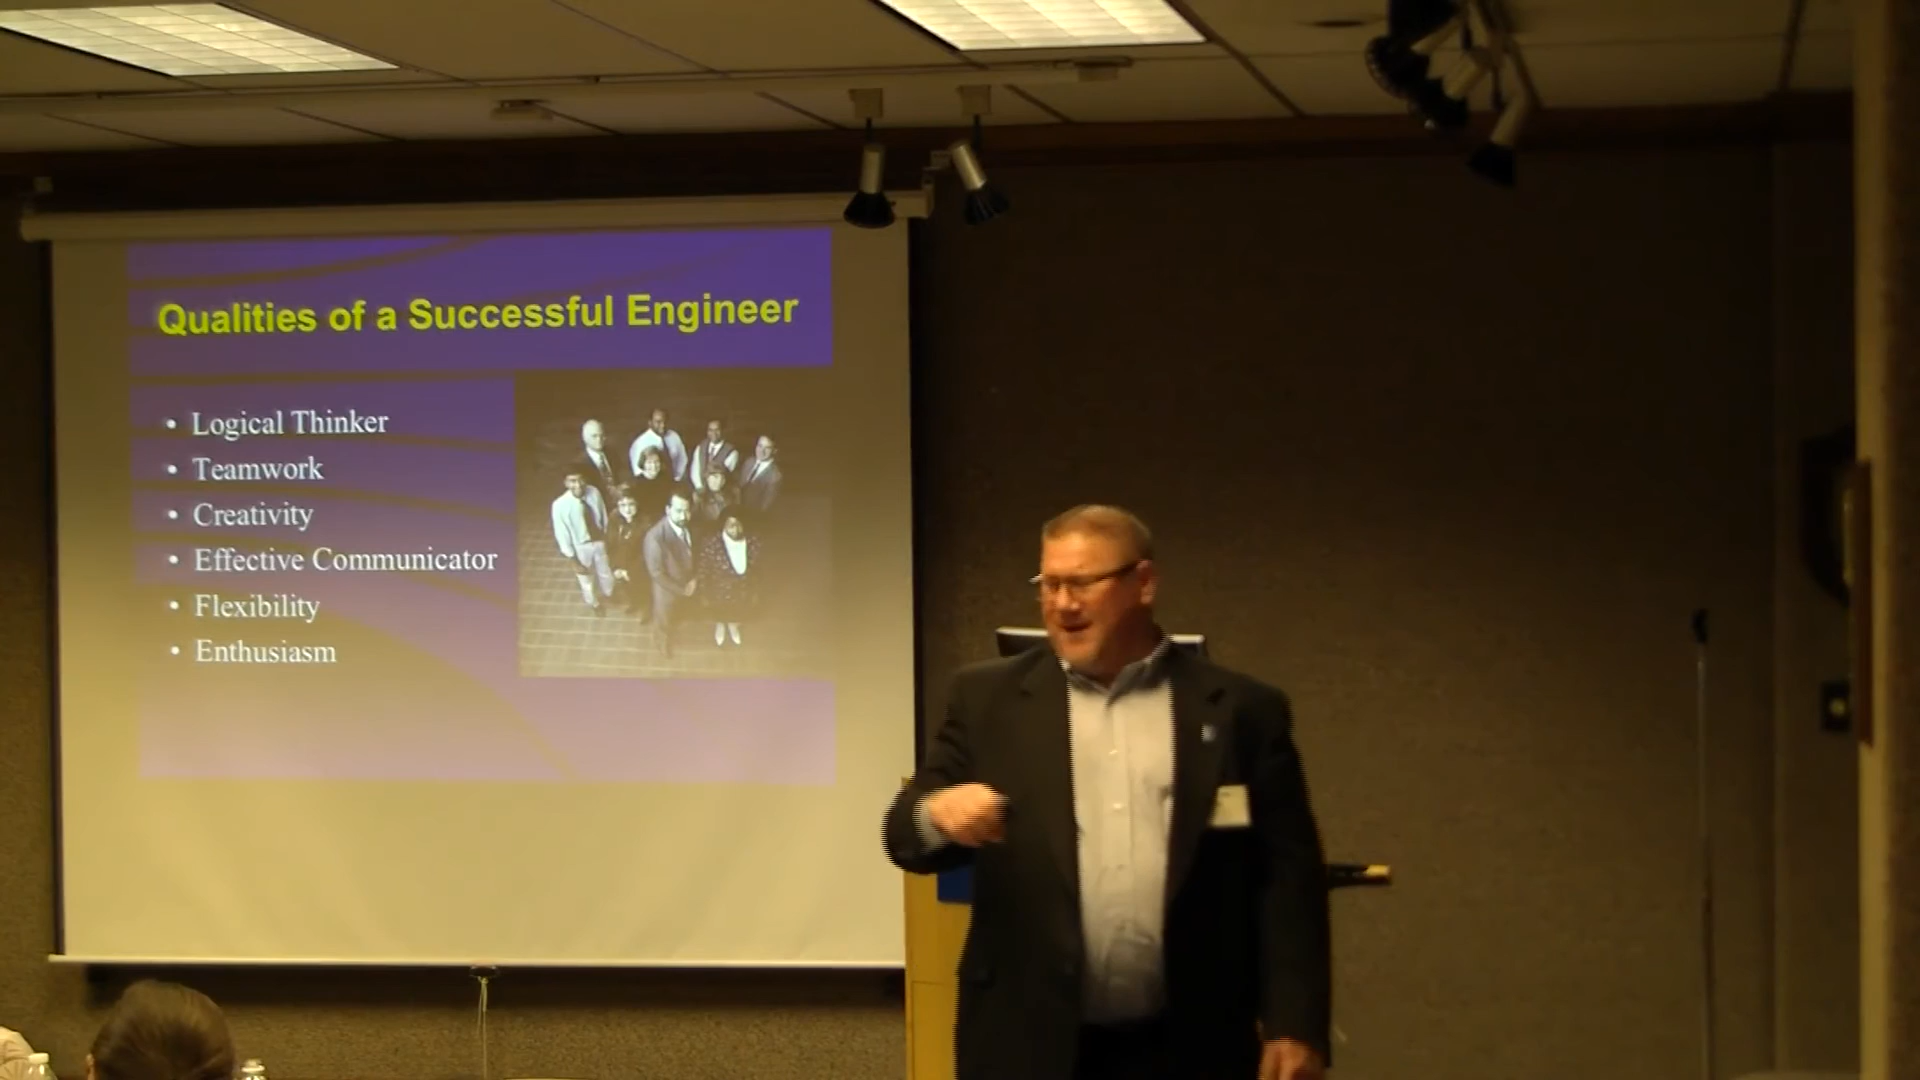 Qualities of a Successful Engineer
• Logical Thinker
• Teamwork
• Creativity
• Effective Communicator
• Flexibility
• Enthusiasm